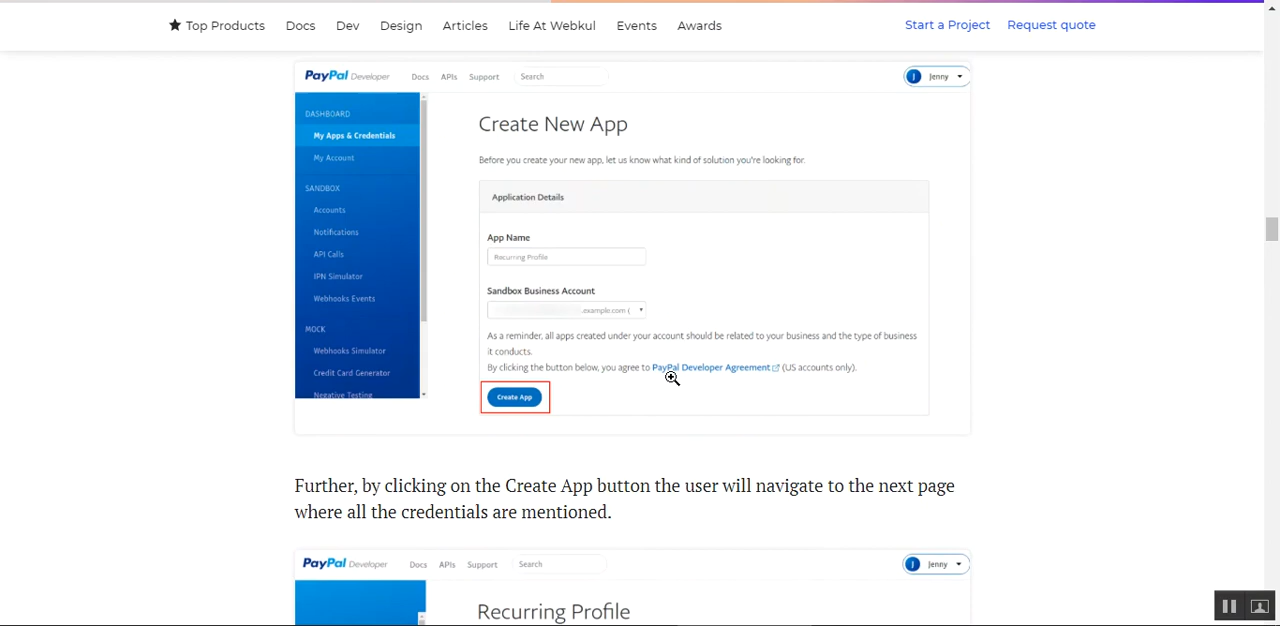 ★ Top Products Docs Dev Design Articles Life At Webkul Events Awards Start a Project Request quote
PayPal Developer Docs APIs Support Search J Jenny
DASHBOARD
My Apps & Credentials
My Account
SANDBOX
Accounts
Notifications
API Calls
IPN Simulator
Webhooks Events
MOCK
Webhooks Simulator
Credit Card Generator
Negative Testing
Create New App
Before you create your new app, let us know what kind of solution you're looking for.
Application Details
App Name
Recurring Profile
Sandbox Business Account
.example.com (
As a reminder, all apps created under your account should be related to your business and the type of business
it conducts.
By clicking the button below, you agree to PayPal Developer Agreement (US accounts only).
Create App
Further, by clicking on the Create App button the user will navigate to the next page
where all the credentials are mentioned.
PayPal Developer Docs APIs Support Search J Jenny
Recurring Profile